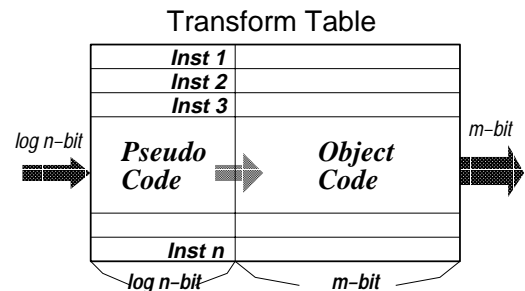 Transform Table
Inst 1
Inst 2
Inst 3
log n–bit
m–bit
Pseudo Code
Object Code
Inst n
log n–bit
m–bit